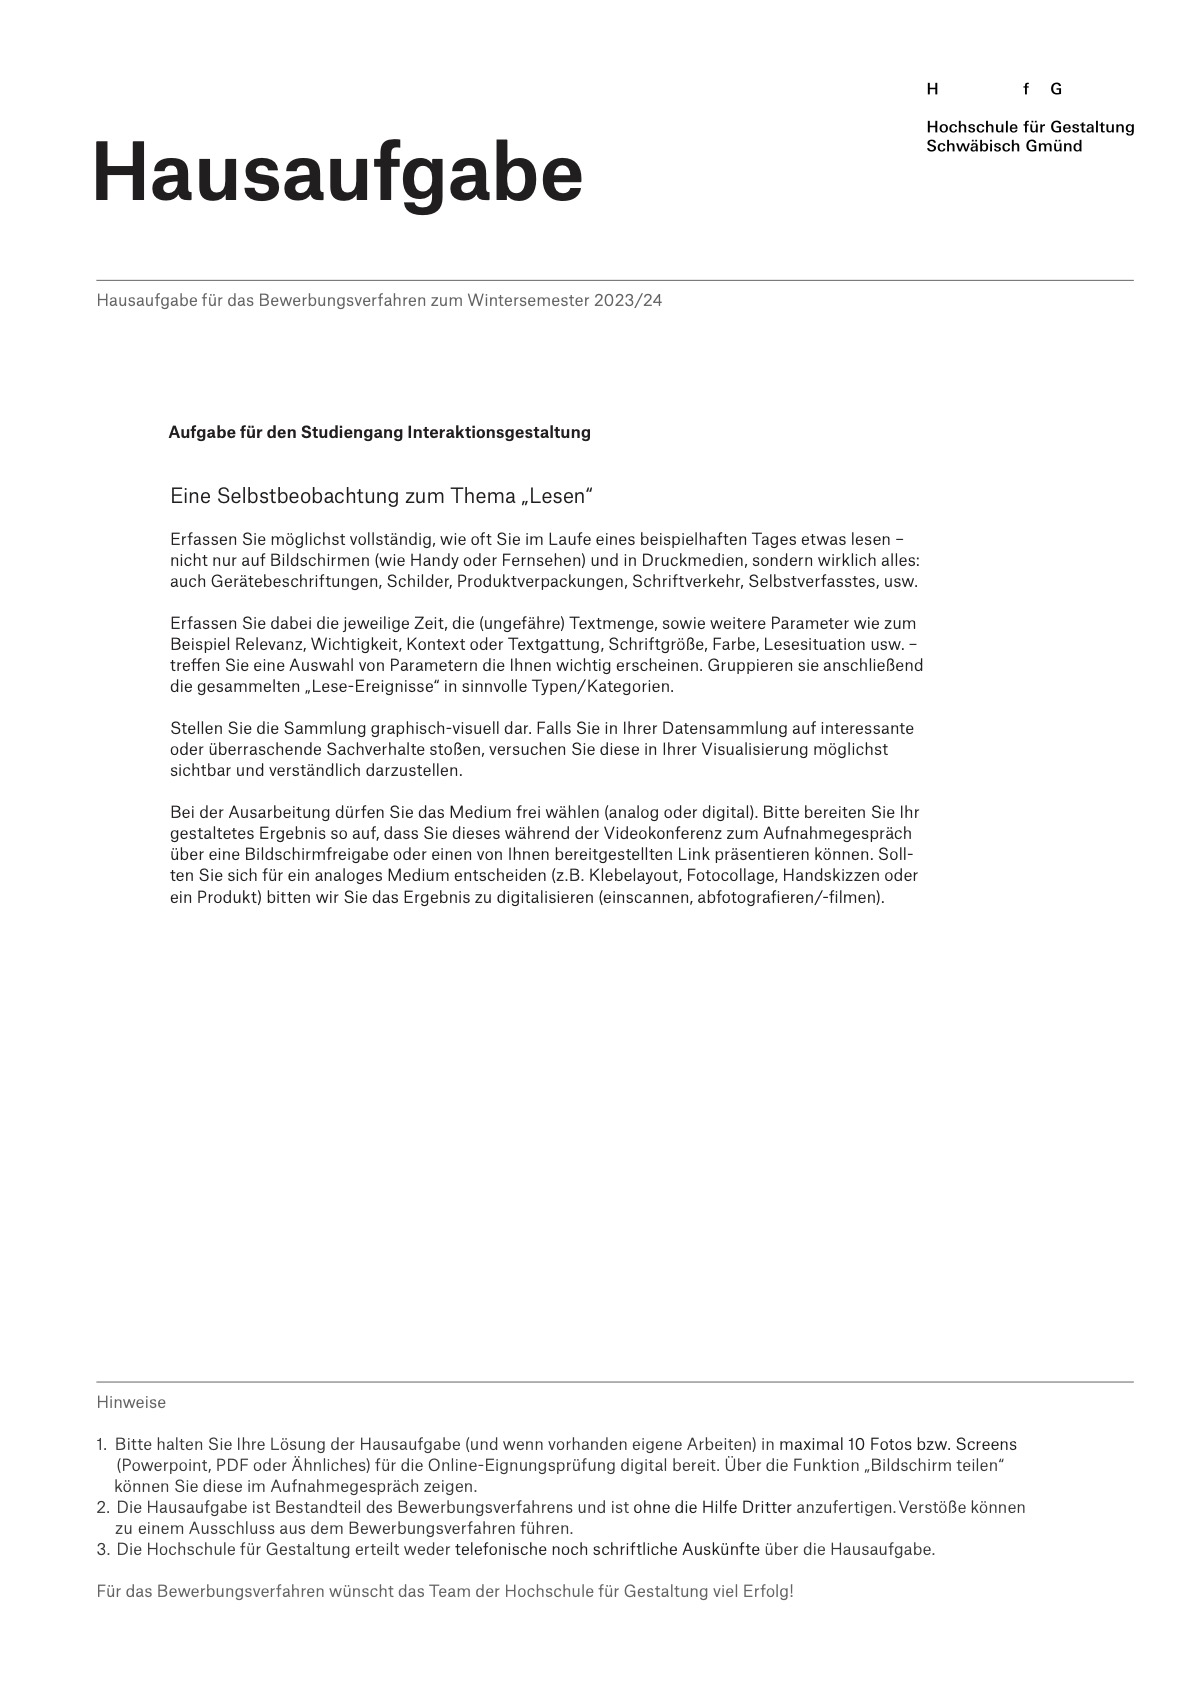 H f G
Hochschule für Gestaltung
Schwäbisch Gmünd
Hausaufgabe
Hausaufgabe für das Bewerbungsverfahren zum Wintersemester 2023/24
Aufgabe für den Studiengang Interaktionsgestaltung
Eine Selbstbeobachtung zum Thema „Lesen“
Erfassen Sie möglichst vollständig, wie oft Sie im Laufe eines beispielhaften Tages etwas lesen –
nicht nur auf Bildschirmen (wie Handy oder Fernsehen) und in Druckmedien, sondern wirklich alles:
auch Gerätebeschriftungen, Schilder, Produktverpackungen, Schriftverkehr, Selbstverfasstes, usw.
Erfassen Sie dabei die jeweilige Zeit, die (ungefähre) Textmenge, sowie weitere Parameter wie zum
Beispiel Relevanz, Wichtigkeit, Kontext oder Textgattung, Schriftgröße, Farbe, Lesesituation usw. –
treffen Sie eine Auswahl von Parametern die Ihnen wichtig erscheinen. Gruppieren sie anschließend
die gesammelten „Lese-Ereignisse“ in sinnvolle Typen/Kategorien.
Stellen Sie die Sammlung graphisch-visuell dar. Falls Sie in Ihrer Datensammlung auf interessante
oder überraschende Sachverhalte stoßen, versuchen Sie diese in Ihrer Visualisierung möglichst
sichtbar und verständlich darzustellen.
Bei der Ausarbeitung dürfen Sie das Medium frei wählen (analog oder digital). Bitte bereiten Sie Ihr
gestaltetes Ergebnis so auf, dass Sie dieses während der Videokonferenz zum Aufnahmegespräch
über eine Bildschirmfreigabe oder einen von Ihnen bereitgestellten Link präsentieren können. Soll-
ten Sie sich für ein analoges Medium entscheiden (z.B. Klebelayout, Fotocollage, Handskizzen oder
ein Produkt) bitten wir Sie das Ergebnis zu digitalisieren (einscannen, abfotografieren/-filmen).
Hinweise
1. Bitte halten Sie Ihre Lösung der Hausaufgabe (und wenn vorhanden eigene Arbeiten) in maximal 10 Fotos bzw. Screens
(Powerpoint, PDF oder Ähnliches) für die Online-Eignungsprüfung digital bereit. Über die Funktion „Bildschirm teilen“
können Sie diese im Aufnahmegespräch zeigen.
2. Die Hausaufgabe ist Bestandteil des Bewerbungsverfahrens und ist ohne die Hilfe Dritter anzufertigen. Verstöße können
zu einem Ausschluss aus dem Bewerbungsverfahren führen.
3. Die Hochschule für Gestaltung erteilt weder telefonische noch schriftliche Auskünfte über die Hausaufgabe.
Für das Bewerbungsverfahren wünscht das Team der Hochschule für Gestaltung viel Erfolg!